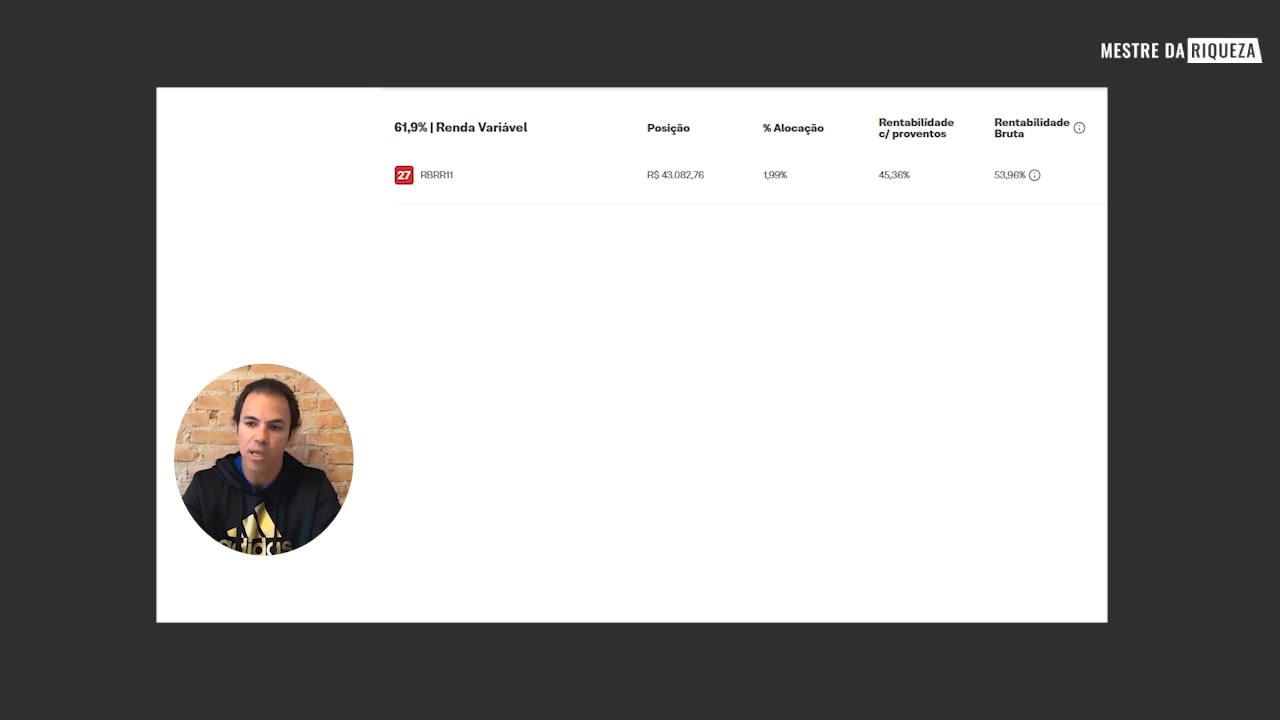 MESTRE DA RIQUEZA
61,9% | Renda Variável Posição % Alocação Rentabilidade c/ proventos Rentabilidade Bruta
27 RBRR11 R$ 43.082,76 1,99% 45,36% 53,96%
adidas